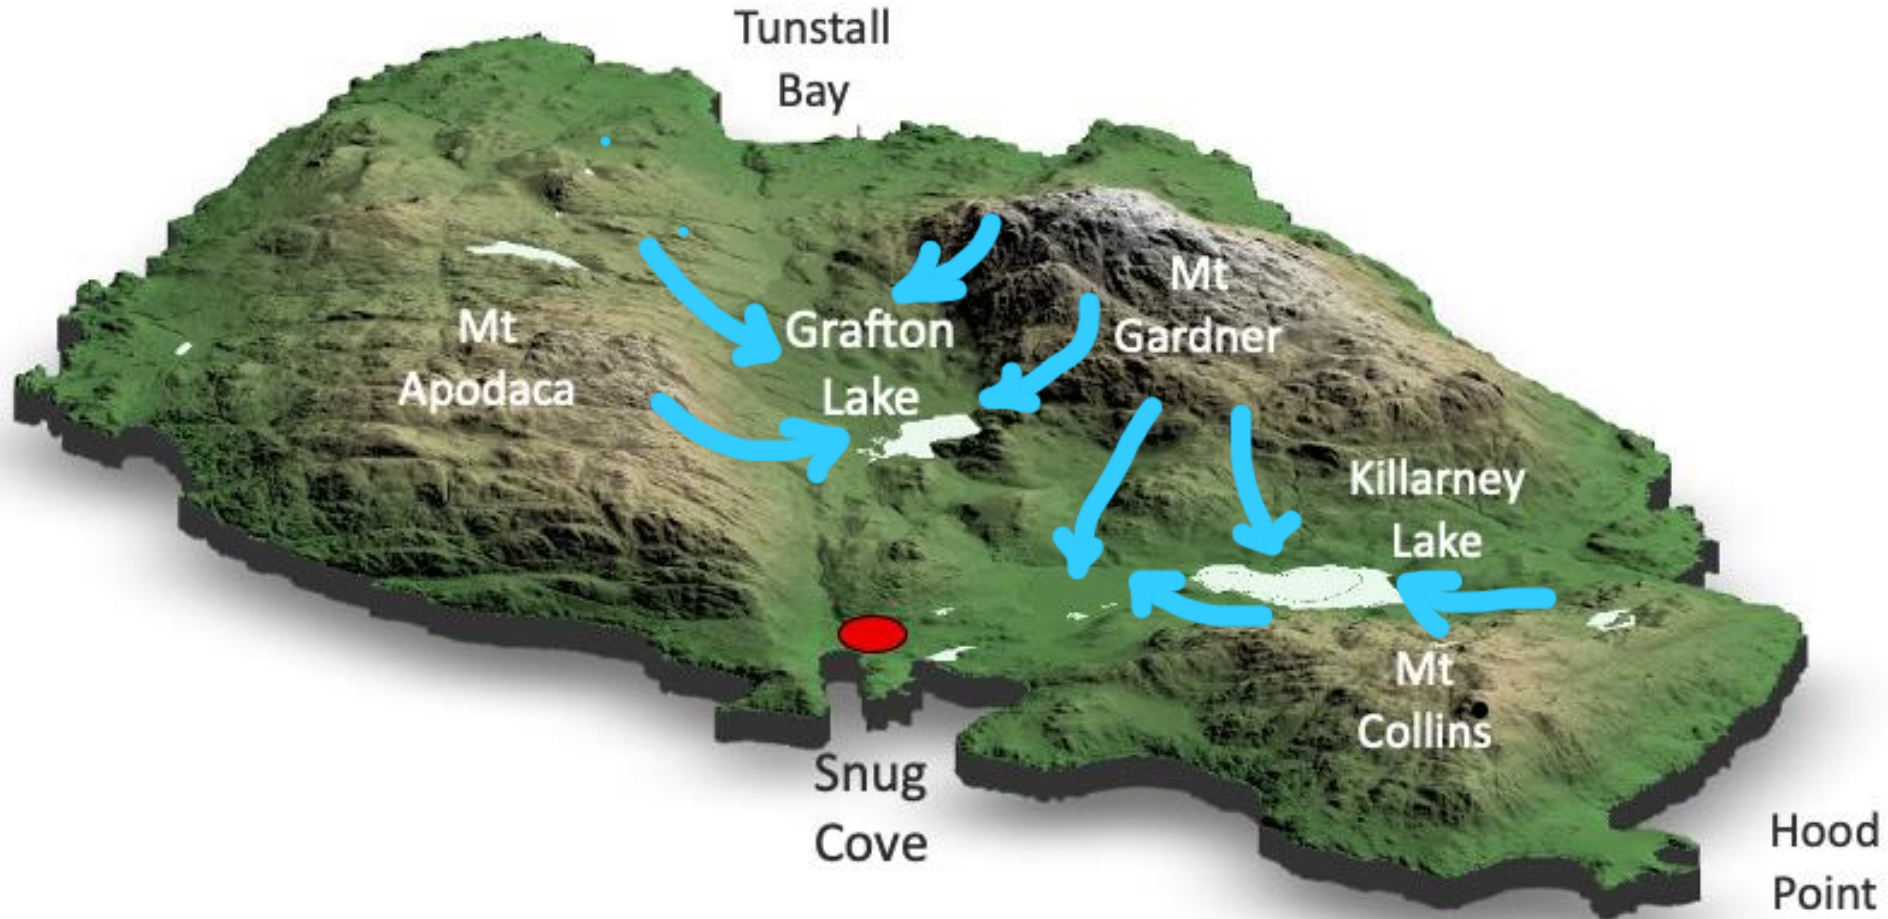 Tunstall
Bay
Mt
Gardner
Grafton
Lake
Mt
Apodaca
Killarney
Lake
Mt
Collins
Snug
Cove
Hood
Point